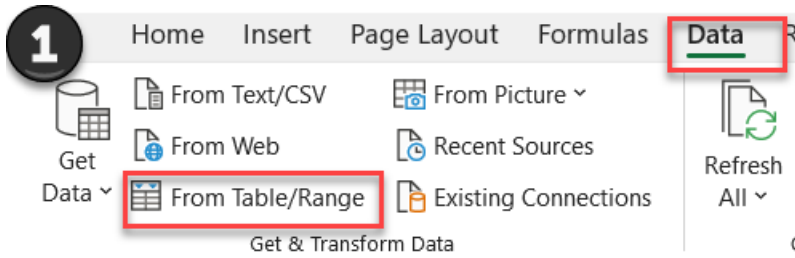 1
Home Insert Page Layout Formulas Data
Get Data
From Text/CSV
From Web
From Table/Range
From Picture
Recent Sources
Existing Connections
Get & Transform Data
Refresh All